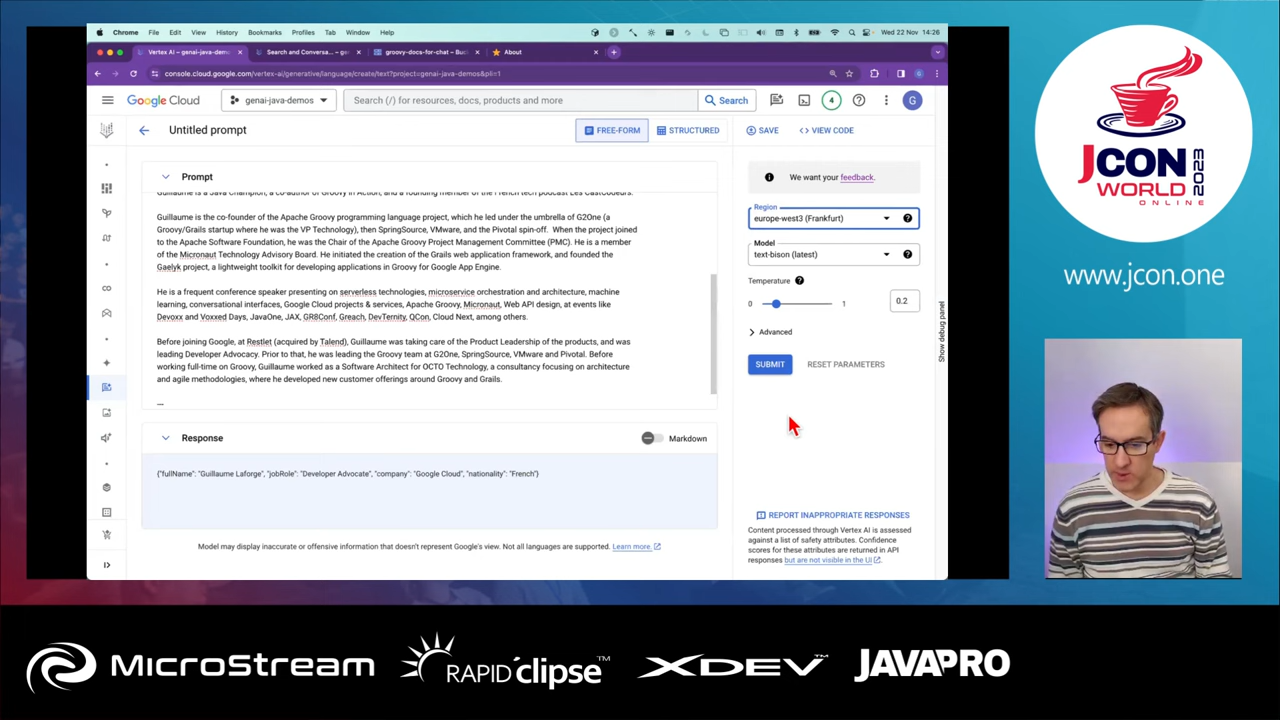 Chrome File Edit View History Bookmarks Profiles Tab Window Help Wed 22 Nov 14:26
Vertex AI – genai-java-demos
Search and Conversa... – gen
groovy-docs-for-chat – Buc
About
console.cloud.google.com/vertex-ai/generative/language/create/text?project=genai-java-demos&pli=1
Google Cloud
genai-java-demos
Search (/) for resources, docs, products and more
Search
4
G
Untitled prompt
FREE-FORM
STRUCTURED
SAVE
VIEW CODE
Prompt
Guillaume is a Java Champion, a co-author of Groovy in Action, and a founding member of the French tech podcast Les CastCodeurs.
Guillaume is the co-founder of the Apache Groovy programming language project, which he led under the umbrella of G2One (a
Groovy/Grails startup where he was the VP Technology), then SpringSource, VMware, and the Pivotal spin-off. When the project joined
to the Apache Software Foundation, he was the Chair of the Apache Groovy Project Management Committee (PMC). He is a member
of the Micronaut Technology Advisory Board. He initiated the creation of the Grails web application framework, and founded the
Gaelyk project, a lightweight toolkit for developing applications in Groovy for Google App Engine.
He is a frequent conference speaker presenting on serverless technologies, microservice orchestration and architecture, machine
learning, conversational interfaces, Google Cloud projects & services, Apache Groovy, Micronaut, Web API design, at events like
Devoxx and Voxxed Days, JavaOne, JAX, GR8Conf, Greach, DevTernity, QCon, Cloud Next, among others.
Before joining Google, at Restlet (acquired by Talend), Guillaume was taking care of the Product Leadership of the products, and was
leading Developer Advocacy. Prior to that, he was leading the Groovy team at G2One, SpringSource, VMware and Pivotal. Before
working full-time on Groovy, Guillaume worked as a Software Architect for OCTO Technology, a consultancy focusing on architecture
and agile methodologies, where he developed new customer offerings around Groovy and Grails.
Response
Markdown
{"fullName": "Guillaume Laforge", "jobRole": "Developer Advocate", "company": "Google Cloud", "nationality": "French"}
Model may display inaccurate or offensive information that doesn't represent Google's view. Not all languages are supported. Learn more.
We want your feedback.
Region
europe-west3 (Frankfurt)
Model
text-bison (latest)
Temperature
0
1
0.2
Advanced
SUBMIT
RESET PARAMETERS
REPORT INAPPROPRIATE RESPONSES
Content processed through Vertex AI is assessed
against a list of safety attributes. Confidence
scores for these attributes are returned in API
responses but are not visible in the UI.
Show debug panel
JCON
WORLD
ONLINE
2023
www.jcon.one
MICROSTREAM
RAPIDclipse™
XDEV™
JAVAPRO